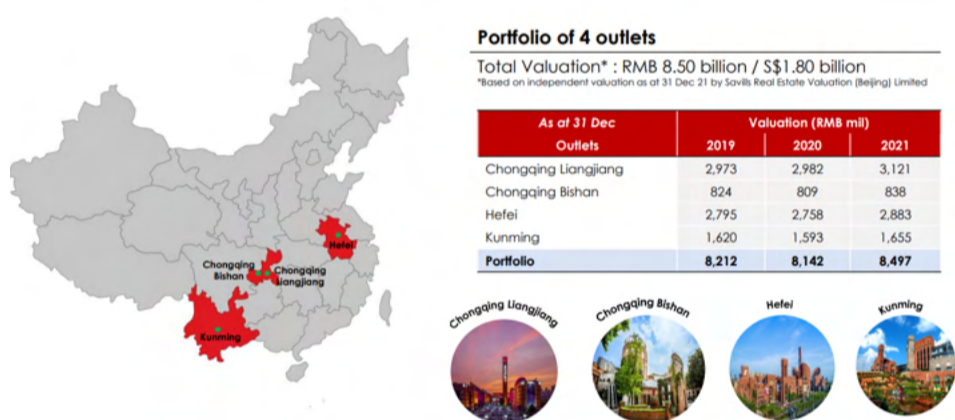 Portfolio of 4 outlets
Total Valuation* : RMB 8.50 billion / S$1.80 billion
*Based on independent valuation as at 31 Dec 21 by Savills Real Estate Valuation (Beijing) Limited
As at 31 Dec Valuation (RMB mil)
Outlets 2019 2020 2021
Chongqing Liangjiang 2,973 2,982 3,121
Chongqing Bishan 824 809 838
Hefei 2,795 2,758 2,883
Kunming 1,620 1,593 1,655
Portfolio 8,212 8,142 8,497
Hefei
Chongqing
Bishan
Chongqing
Liangjiang
Kunming
Chongqing Liangjiang
Chongqing Bishan
Hefei
Kunming